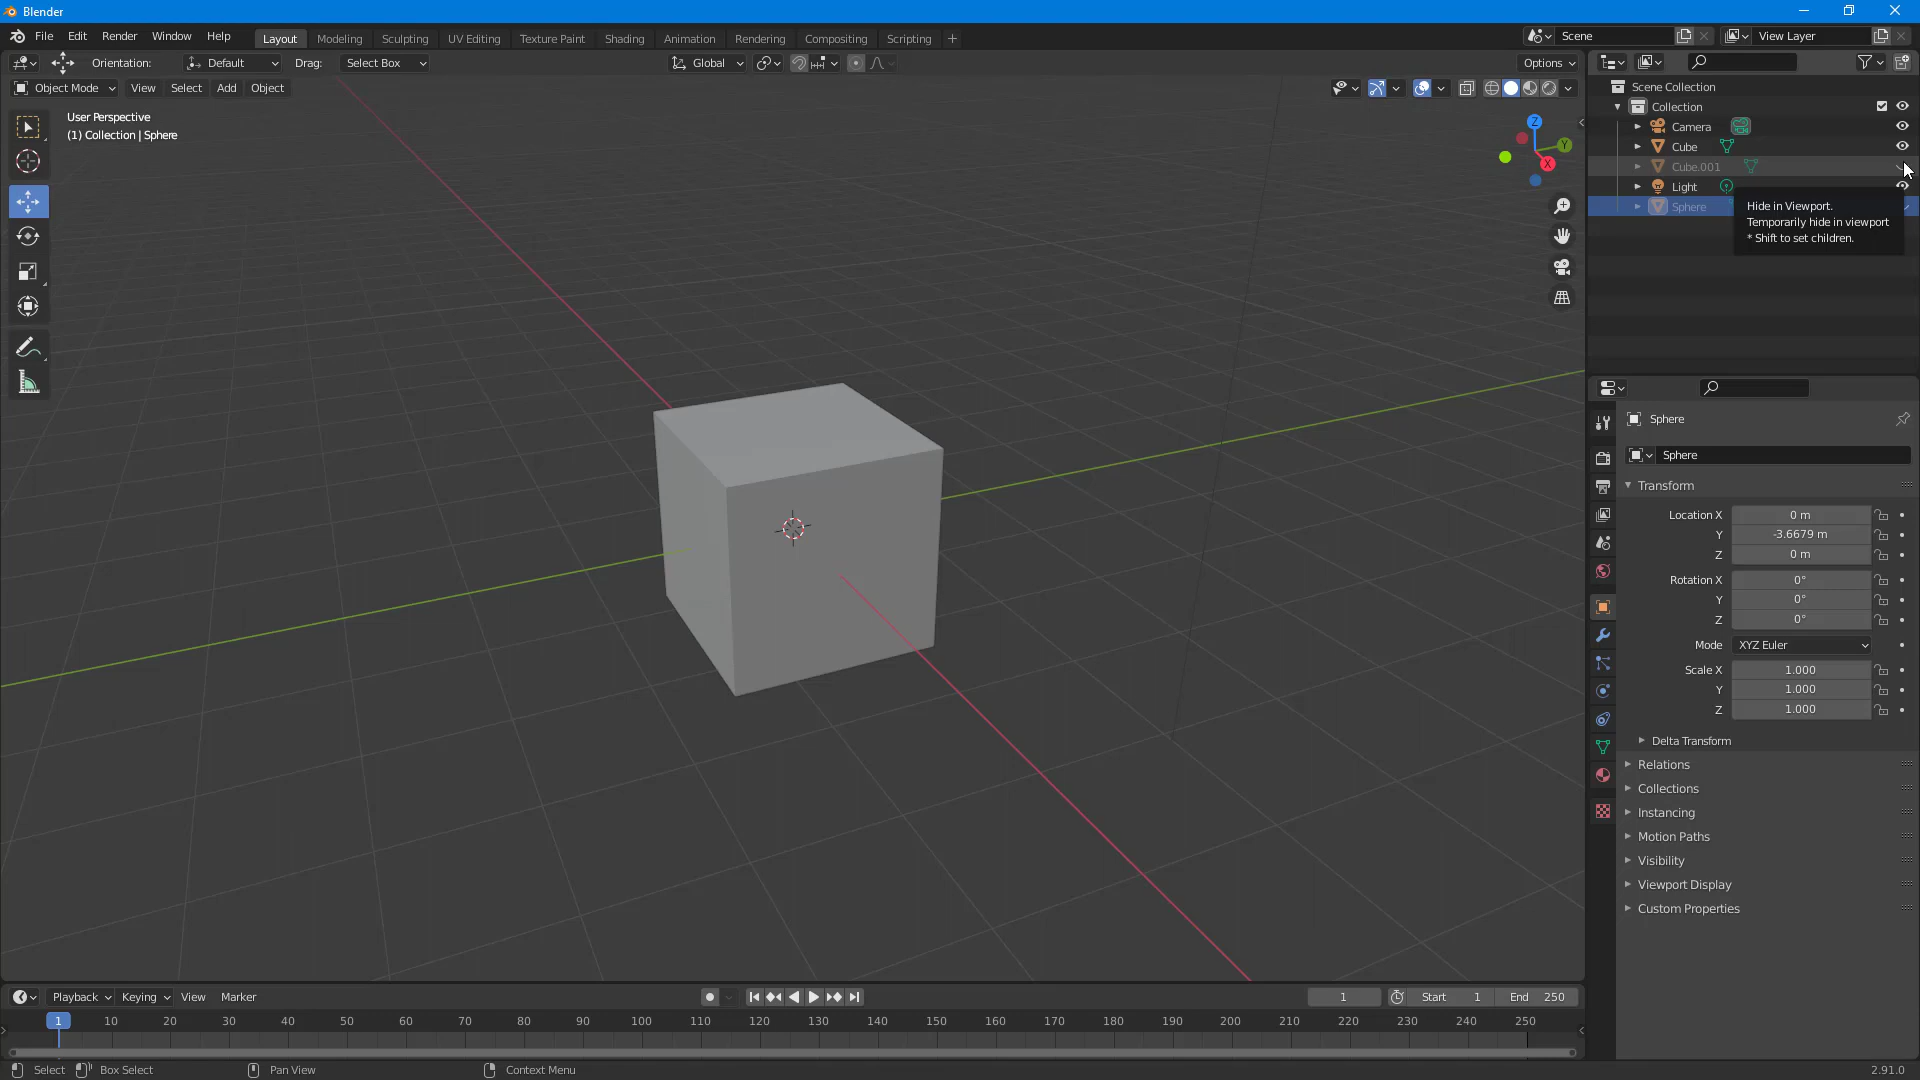 Blender
File Edit Render Window Help Layout Modeling Sculpting UV Editing Texture Paint Shading Animation Rendering Compositing Scripting + Scene View Layer
Orientation: Default Drag: Select Box Global Options
Object Mode View Select Add Object
User Perspective
(1) Collection | Sphere
Z
Y
X
Scene Collection
Collection
Camera
Cube
Cube.001
Light
Sphere
Hide in Viewport.
Temporarily hide in viewport
* Shift to set children.
Sphere
Sphere
Transform
Location X 0 m
Y -3.6679 m
Z 0 m
Rotation X 0°
Y 0°
Z 0°
Mode XYZ Euler
Scale X 1.000
Y 1.000
Z 1.000
Delta Transform
Relations
Collections
Instancing
Motion Paths
Visibility
Viewport Display
Custom Properties
Playback Keying View Marker 1 Start 1 End 250
1 10 20 30 40 50 60 70 80 90 100 110 120 130 140 150 160 170 180 190 200 210 220 230 240 250
Select Box Select Pan View Context Menu 2.91.0